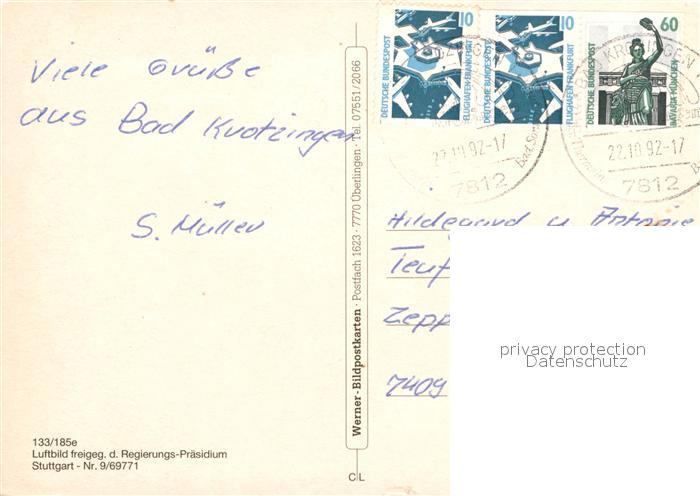 Viele Grüße
aus Bad Krotzingen
S. Müller
133/185e
Luftbild freigeg. d. Regierungs-Präsidium
Stuttgart - Nr. 9/69771
Werner-Bildpostkarten · Postfach 1623 · 7770 Überlingen · Tel. 07551/2066
C L
DEUTSCHE BUNDESPOST
10
FLUGHAFEN FRANKFURT
DEUTSCHE BUNDESPOST
10
FLUGHAFEN FRANKFURT
DEUTSCHE BUNDESPOST
60
BAVARIA MÜNCHEN
22.10.92-17
7812
BAD KROZINGEN
22.10.92-17
7812
Hildegund u. Antonie
Teuf
Zepp
7409
privacy protection
Datenschutz